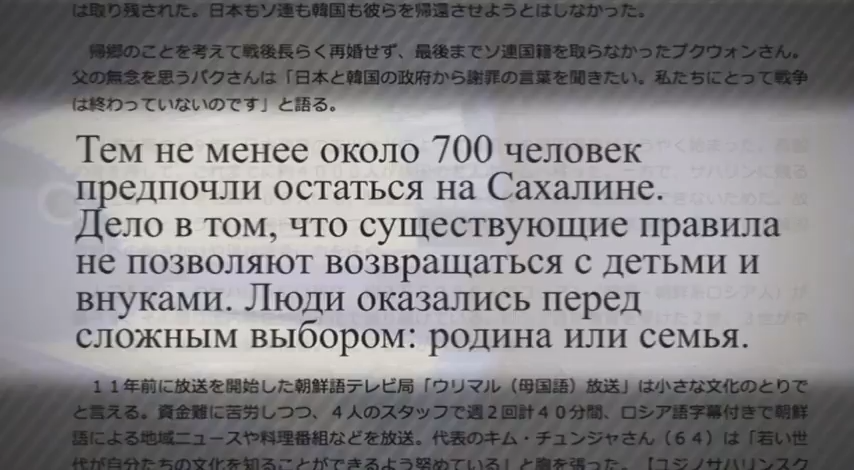 は取り残された。日本もソ連も韓国も彼らを帰還させようとはしなかった。
帰郷のことを考えて戦後長らく再婚せず、最後までソ連国籍を取らなかったブクウォンさん。
父の無念を思うパクさんは「日本と韓国の政府から謝罪の言葉を聞きたい。私たちにとって戦争
は終わっていないのです」と語る。
Тем не менее около 700 человек
предпочли остаться на Сахалине.
Дело в том, что существующие правила
не позволяют возвращаться с детьми и
внуками. Люди оказались перед
сложным выбором: родина или семья.
１１年前に放送を開始した朝鮮語テレビ局「ウリマル（母国語）放送」は小さな文化のとりで
と言える。資金難に苦労しつつ、４人のスタッフで週２回計４０分間、ロシア語字幕付きで朝鮮
語による地域ニュースや料理番組などを放送。代表のキム・チュンジャさん（６４）は「若い世
代が自分たちの文化を知ることができるよう努めている」と胸を張った。【コジノサハリンスク